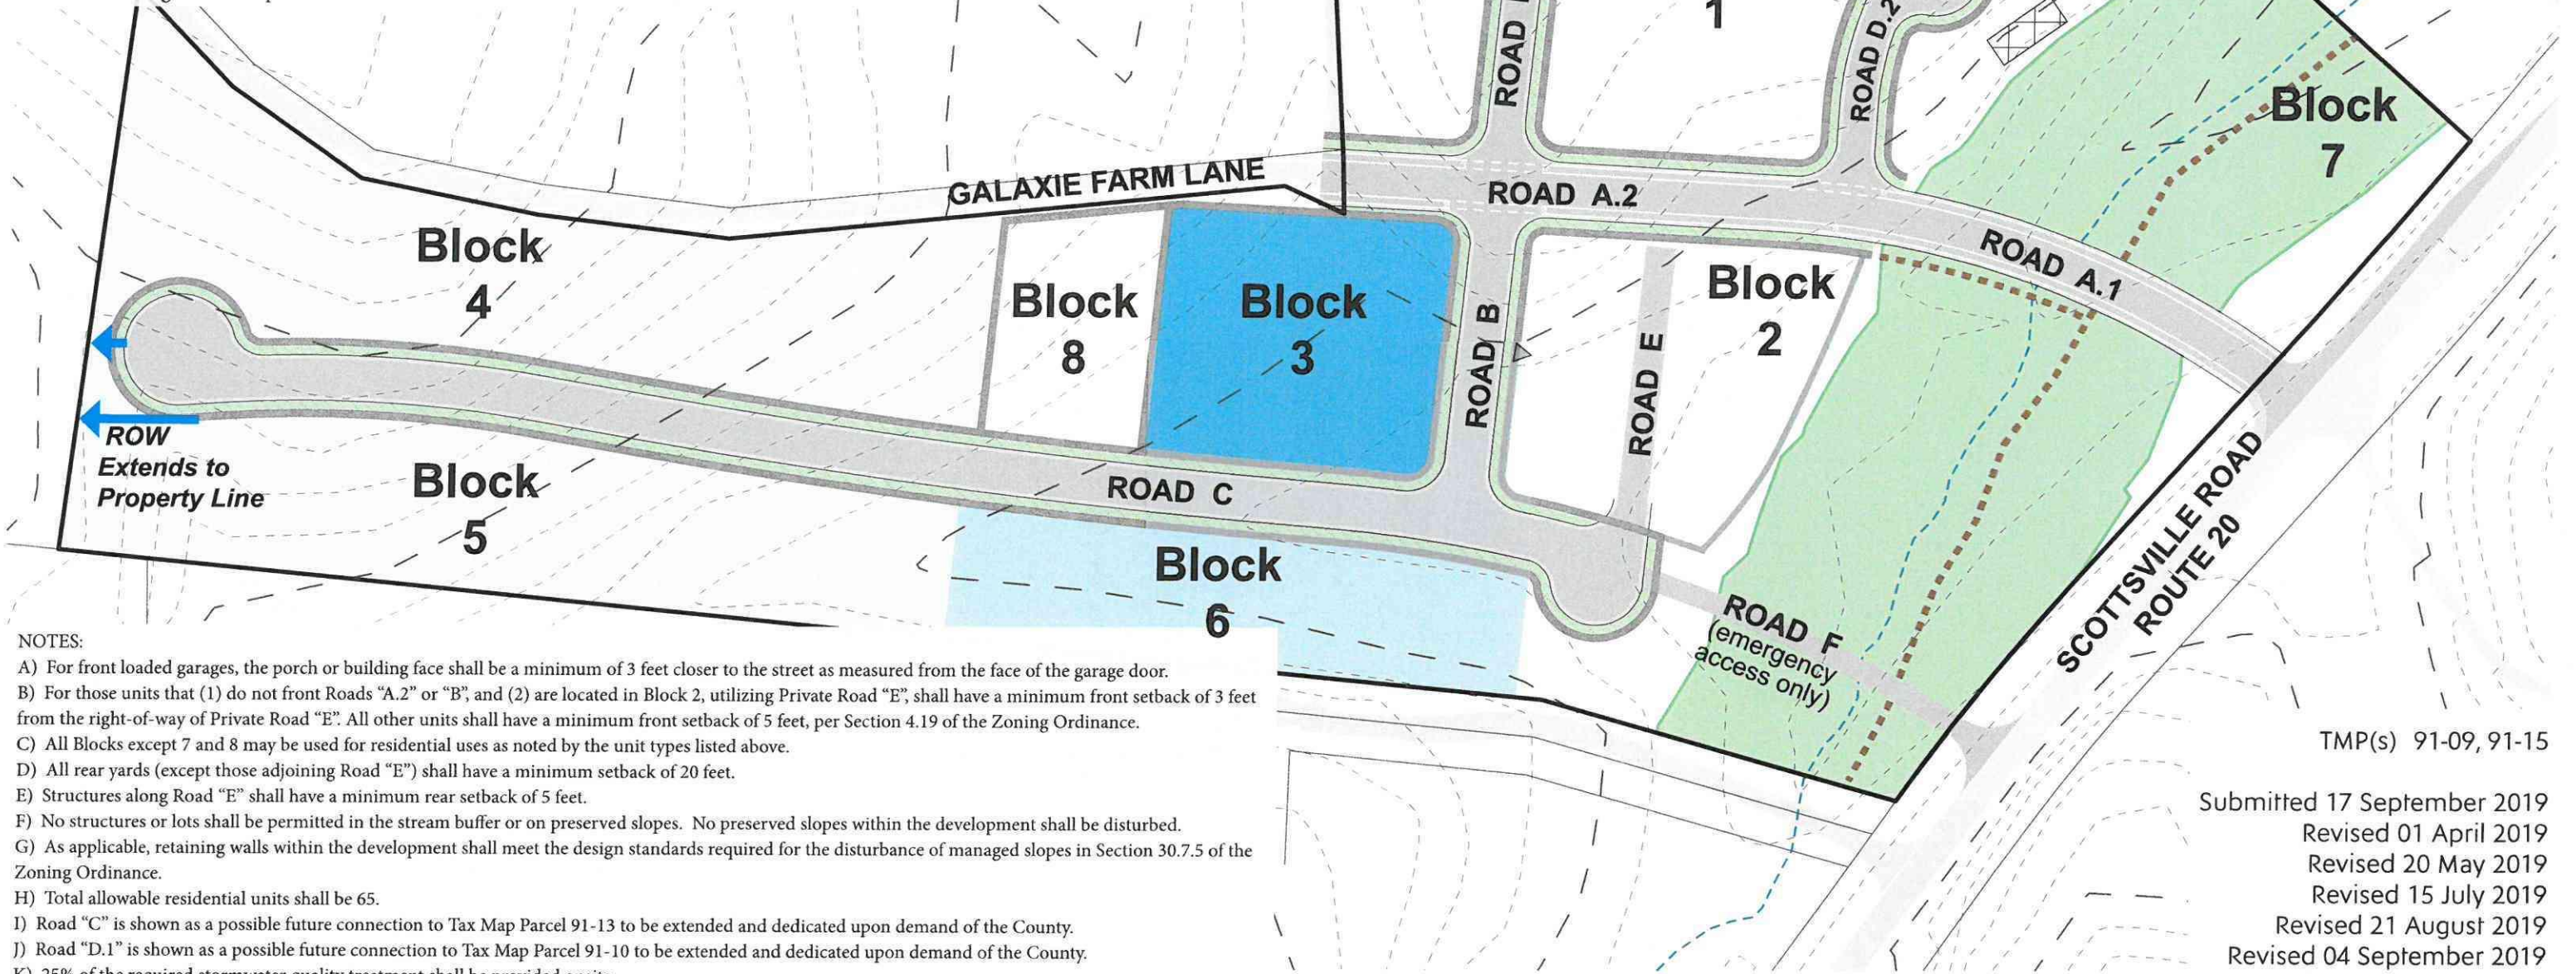 1
ROAD
ROAD D.2
Block
7
GALAXIE FARM LANE
ROAD A.2
ROAD A.1
Block
4
Block
8
Block
3
ROAD B
ROAD E
Block
2
ROW
Extends to
Property Line
Block
5
ROAD C
Block
6
ROAD F
(emergency
access only)
SCOTTSVILLE ROAD
ROUTE 20
NOTES:
A) For front loaded garages, the porch or building face shall be a minimum of 3 feet closer to the street as measured from the face of the garage door.
B) For those units that (1) do not front Roads “A.2” or “B”, and (2) are located in Block 2, utilizing Private Road “E”, shall have a minimum front setback of 3 feet
from the right-of-way of Private Road “E”. All other units shall have a minimum front setback of 5 feet, per Section 4.19 of the Zoning Ordinance.
C) All Blocks except 7 and 8 may be used for residential uses as noted by the unit types listed above.
D) All rear yards (except those adjoining Road “E”) shall have a minimum setback of 20 feet.
E) Structures along Road “E” shall have a minimum rear setback of 5 feet.
F) No structures or lots shall be permitted in the stream buffer or on preserved slopes. No preserved slopes within the development shall be disturbed.
G) As applicable, retaining walls within the development shall meet the design standards required for the disturbance of managed slopes in Section 30.7.5 of the
Zoning Ordinance.
H) Total allowable residential units shall be 65.
I) Road “C” is shown as a possible future connection to Tax Map Parcel 91-13 to be extended and dedicated upon demand of the County.
J) Road “D.1” is shown as a possible future connection to Tax Map Parcel 91-10 to be extended and dedicated upon demand of the County.
K) 25% of the required stormwater quality treatment shall be provided
TMP(s) 91-09, 91-15
Submitted 17 September 2019
Revised 01 April 2019
Revised 20 May 2019
Revised 15 July 2019
Revised 21 August 2019
Revised 04 September 2019